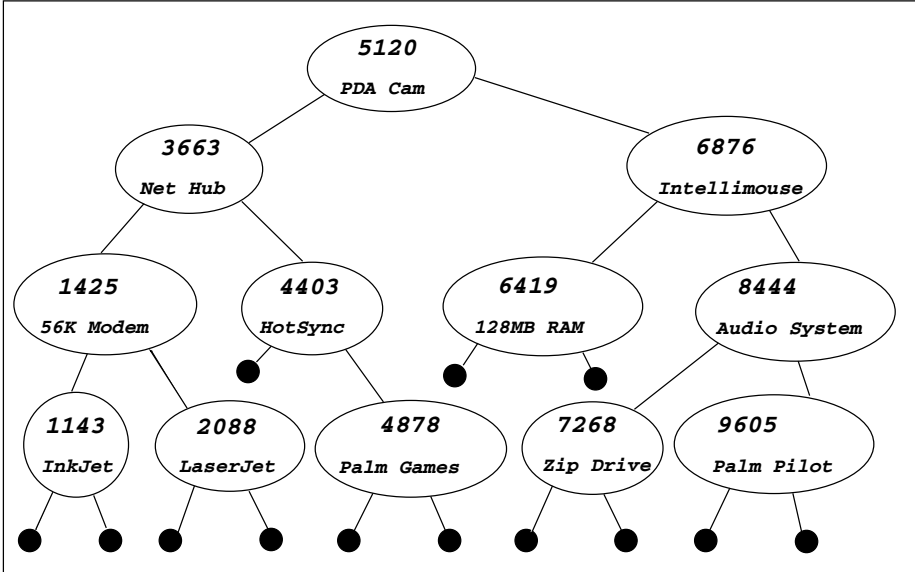 5120
PDA Cam
3663
Net Hub
6876
Intellimouse
1425
56K Modem
4403
HotSync
6419
128MB RAM
8444
Audio System
1143
InkJet
2088
LaserJet
4878
Palm Games
7268
Zip Drive
9605
Palm Pilot